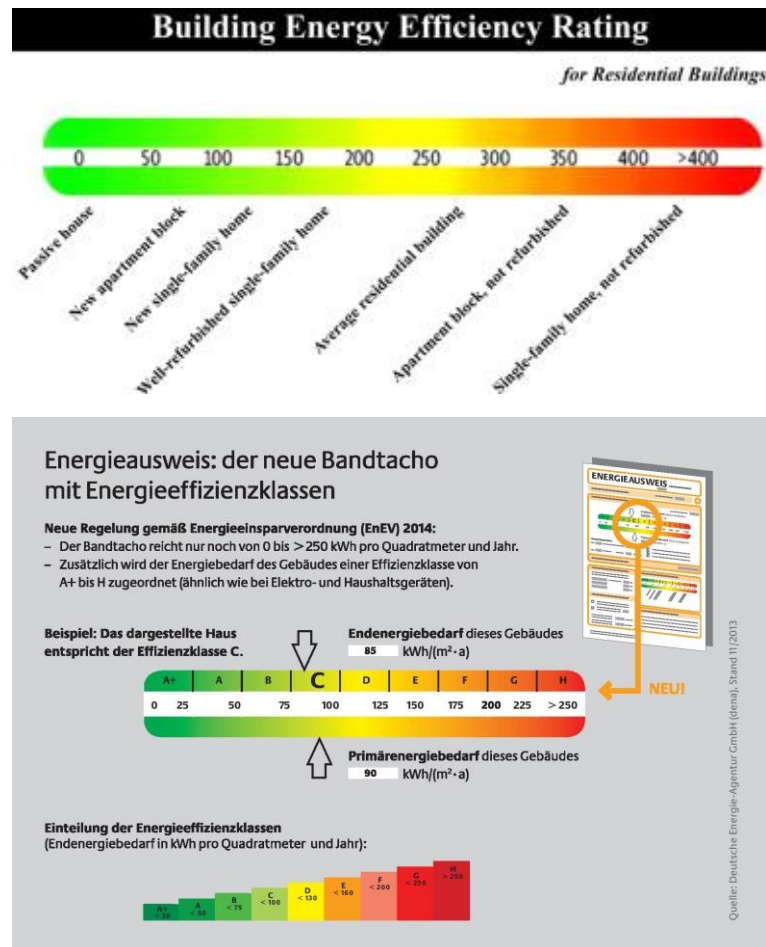 Building Energy Efficiency Rating
for Residential Buildings
0 50 100 150 200 250 300 350 400 >400
Passive house
New apartment block
New single-family home
Well-refurbished single-family home
Average residential building
Apartment block, not refurbished
Single-family home, not refurbished
Energieausweis: der neue Bandtacho
mit Energieeffizienzklassen
ENERGIEAUSWEIS
Neue Regelung gemäß Energieeinsparverordnung (EnEV) 2014:
– Der Bandtacho reicht nur noch von 0 bis >250 kWh pro Quadratmeter und Jahr.
– Zusätzlich wird der Energiebedarf des Gebäudes einer Effizienzklasse von
A+ bis H zugeordnet (ähnlich wie bei Elektro- und Haushaltsgeräten).
Beispiel: Das dargestellte Haus
entspricht der Effizienzklasse C.
Endenergiebedarf dieses Gebäudes
85 kWh/(m²·a)
A+ A B C D E F G H
0 25 50 75 100 125 150 175 200 225 >250
NEU!
Primärenergiebedarf dieses Gebäudes
90 kWh/(m²·a)
Einteilung der Energieeffizienzklassen
(Endenergiebedarf in kWh pro Quadratmeter und Jahr):
A+ A B C D E F G H
< 30 < 50 < 75 < 100 < 130 < 160 < 200 < 250 > 250
Quelle: Deutsche Energie-Agentur GmbH (dena), Stand 11/2013